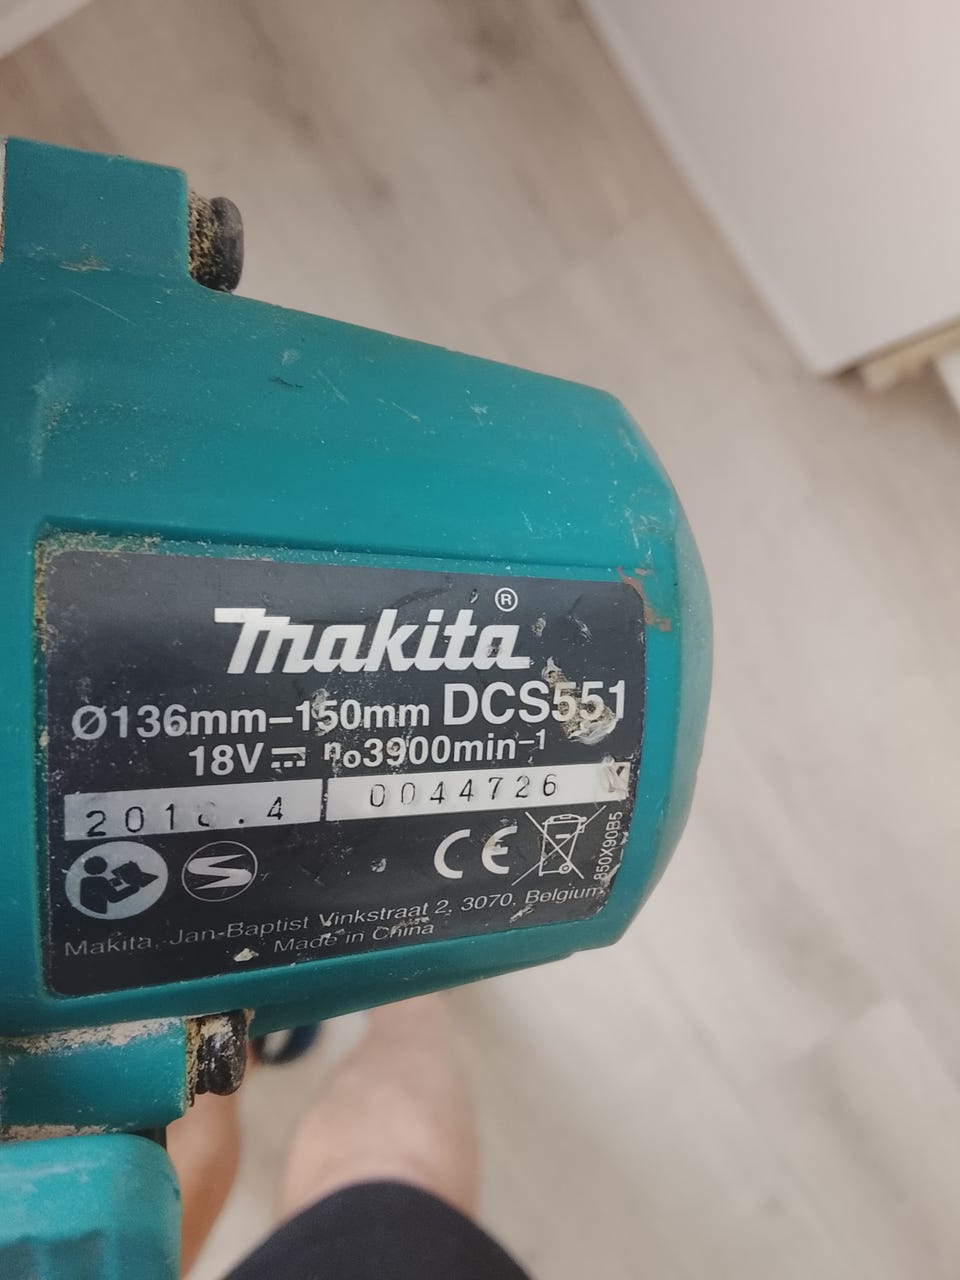 makita®
Ø136mm–150mm DCS551
18V⎓ n₀3900min⁻¹
0044726 Y
CE
850X90B5
Makita, Jan-Baptist Vinkstraat 2, 3070, Belgium
Made in China